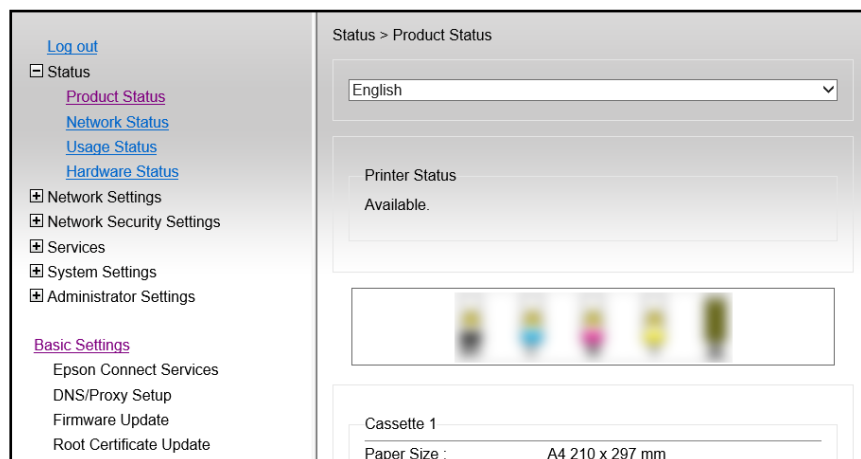 Log out
Status
Product Status
Network Status
Usage Status
Hardware Status
Network Settings
Network Security Settings
Services
System Settings
Administrator Settings
Basic Settings
Epson Connect Services
DNS/Proxy Setup
Firmware Update
Root Certificate Update
Status > Product Status
English
Printer Status
Available.
Cassette 1
Paper Size : A4 210 x 297 mm